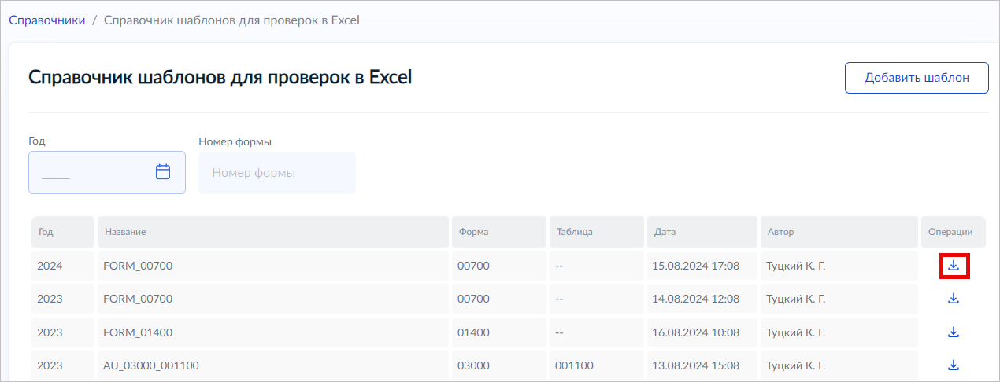 Справочники / Справочник шаблонов для проверок в Excel
Справочник шаблонов для проверок в Excel
Добавить шаблон
Год
Номер формы
Номер формы
Год Название Форма Таблица Дата Автор Операции
2024 FORM_00700 00700 -- 15.08.2024 17:08 Туцкий К. Г.
2023 FORM_00700 00700 -- 14.08.2024 12:08 Туцкий К. Г.
2023 FORM_01400 01400 -- 16.08.2024 10:08 Туцкий К. Г.
2023 AU_03000_001100 03000 001100 13.08.2024 15:08 Туцкий К. Г.